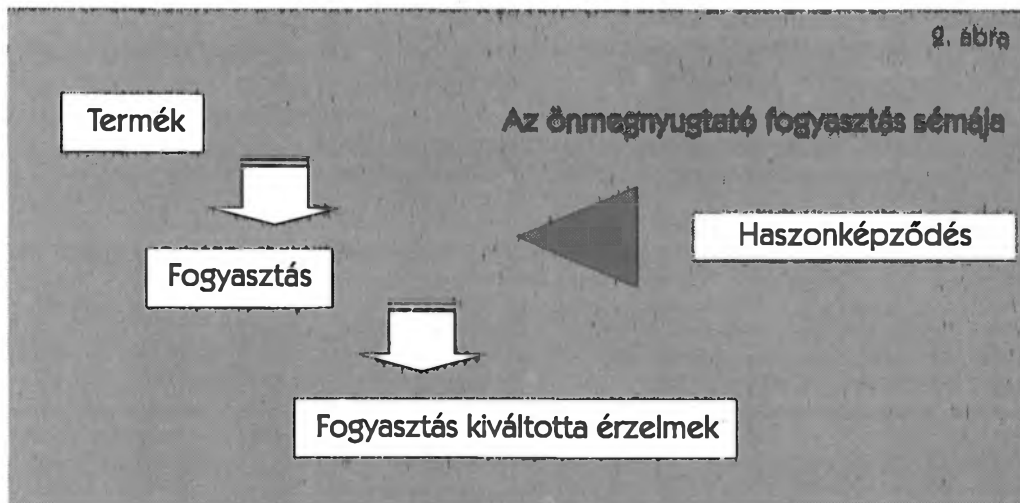 2. ábra
Az önmegnyugtató fogyasztás sémája
Termék
Fogyasztás
Haszonképződés
Fogyasztás kiváltotta érzelmek